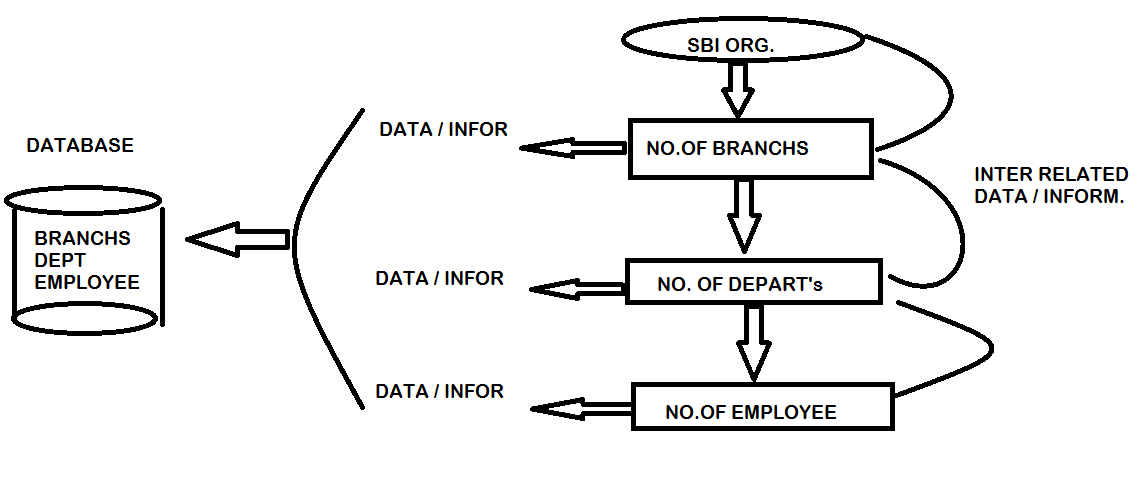 SBI ORG.
DATA / INFOR
NO.OF BRANCHS
DATABASE
INTER RELATED
DATA / INFORM.
BRANCHS
DEPT
EMPLOYEE
DATA / INFOR
NO. OF DEPART's
DATA / INFOR
NO.OF EMPLOYEE